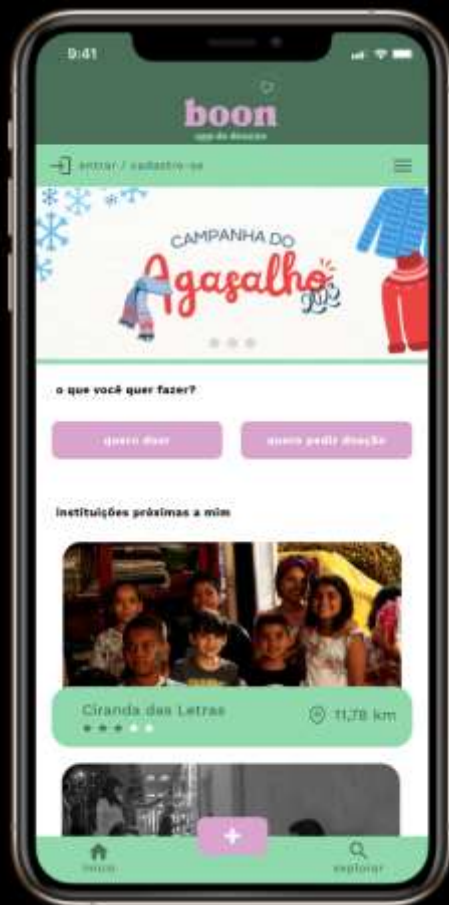 9:41
boon
app de doação
entrar / cadastre-se
CAMPANHA DO
Agasalho
2022
o que você quer fazer?
quero doar
quero pedir doação
instituições próximas a mim
Ciranda das Letras
11,78 km
+
início
explorar